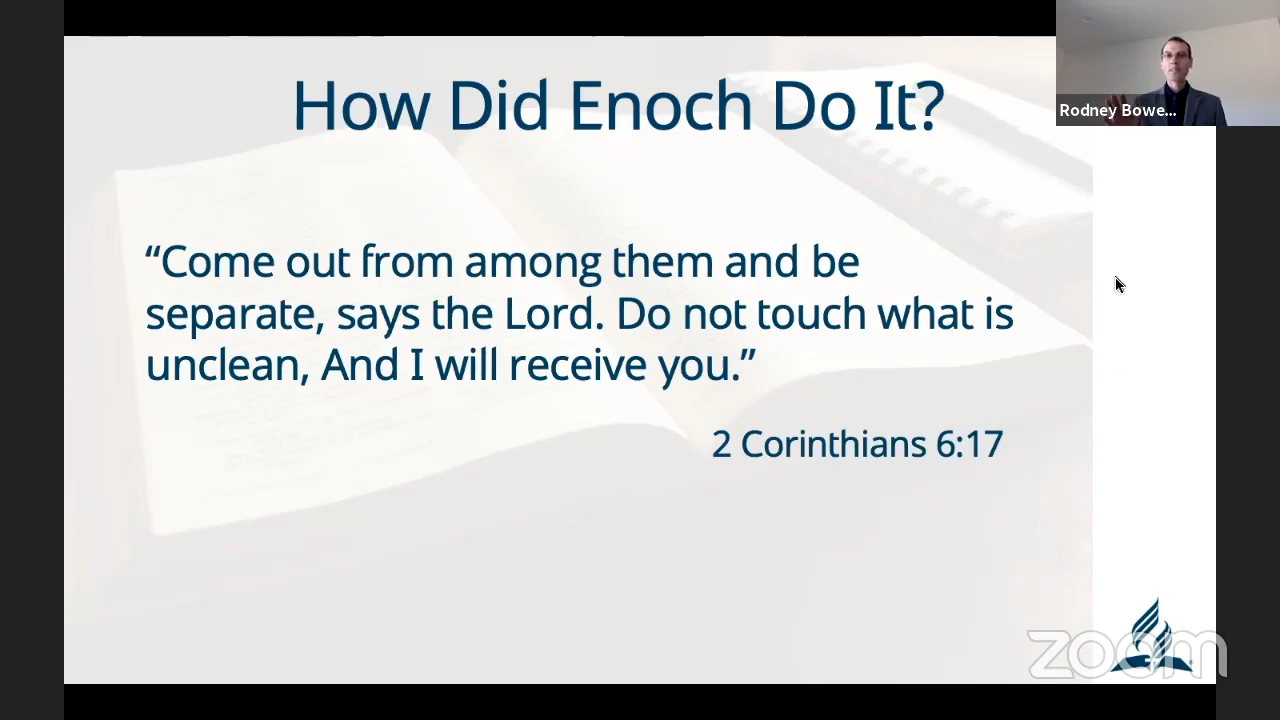 How Did Enoch Do It?
Rodney Bowe...
“Come out from among them and be
separate, says the Lord. Do not touch what is
unclean, And I will receive you.”
2 Corinthians 6:17
zoom